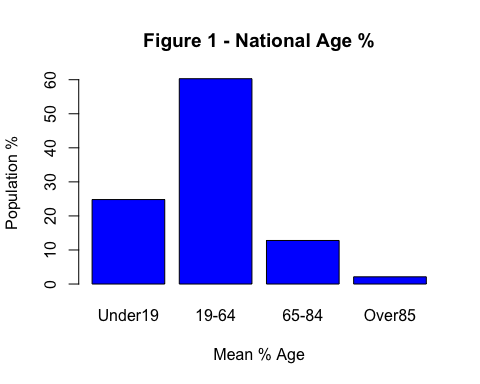 Figure 1 - National Age %
Population %
60
50
40
30
20
10
0
Under19 19-64 65-84 Over85
Mean % Age